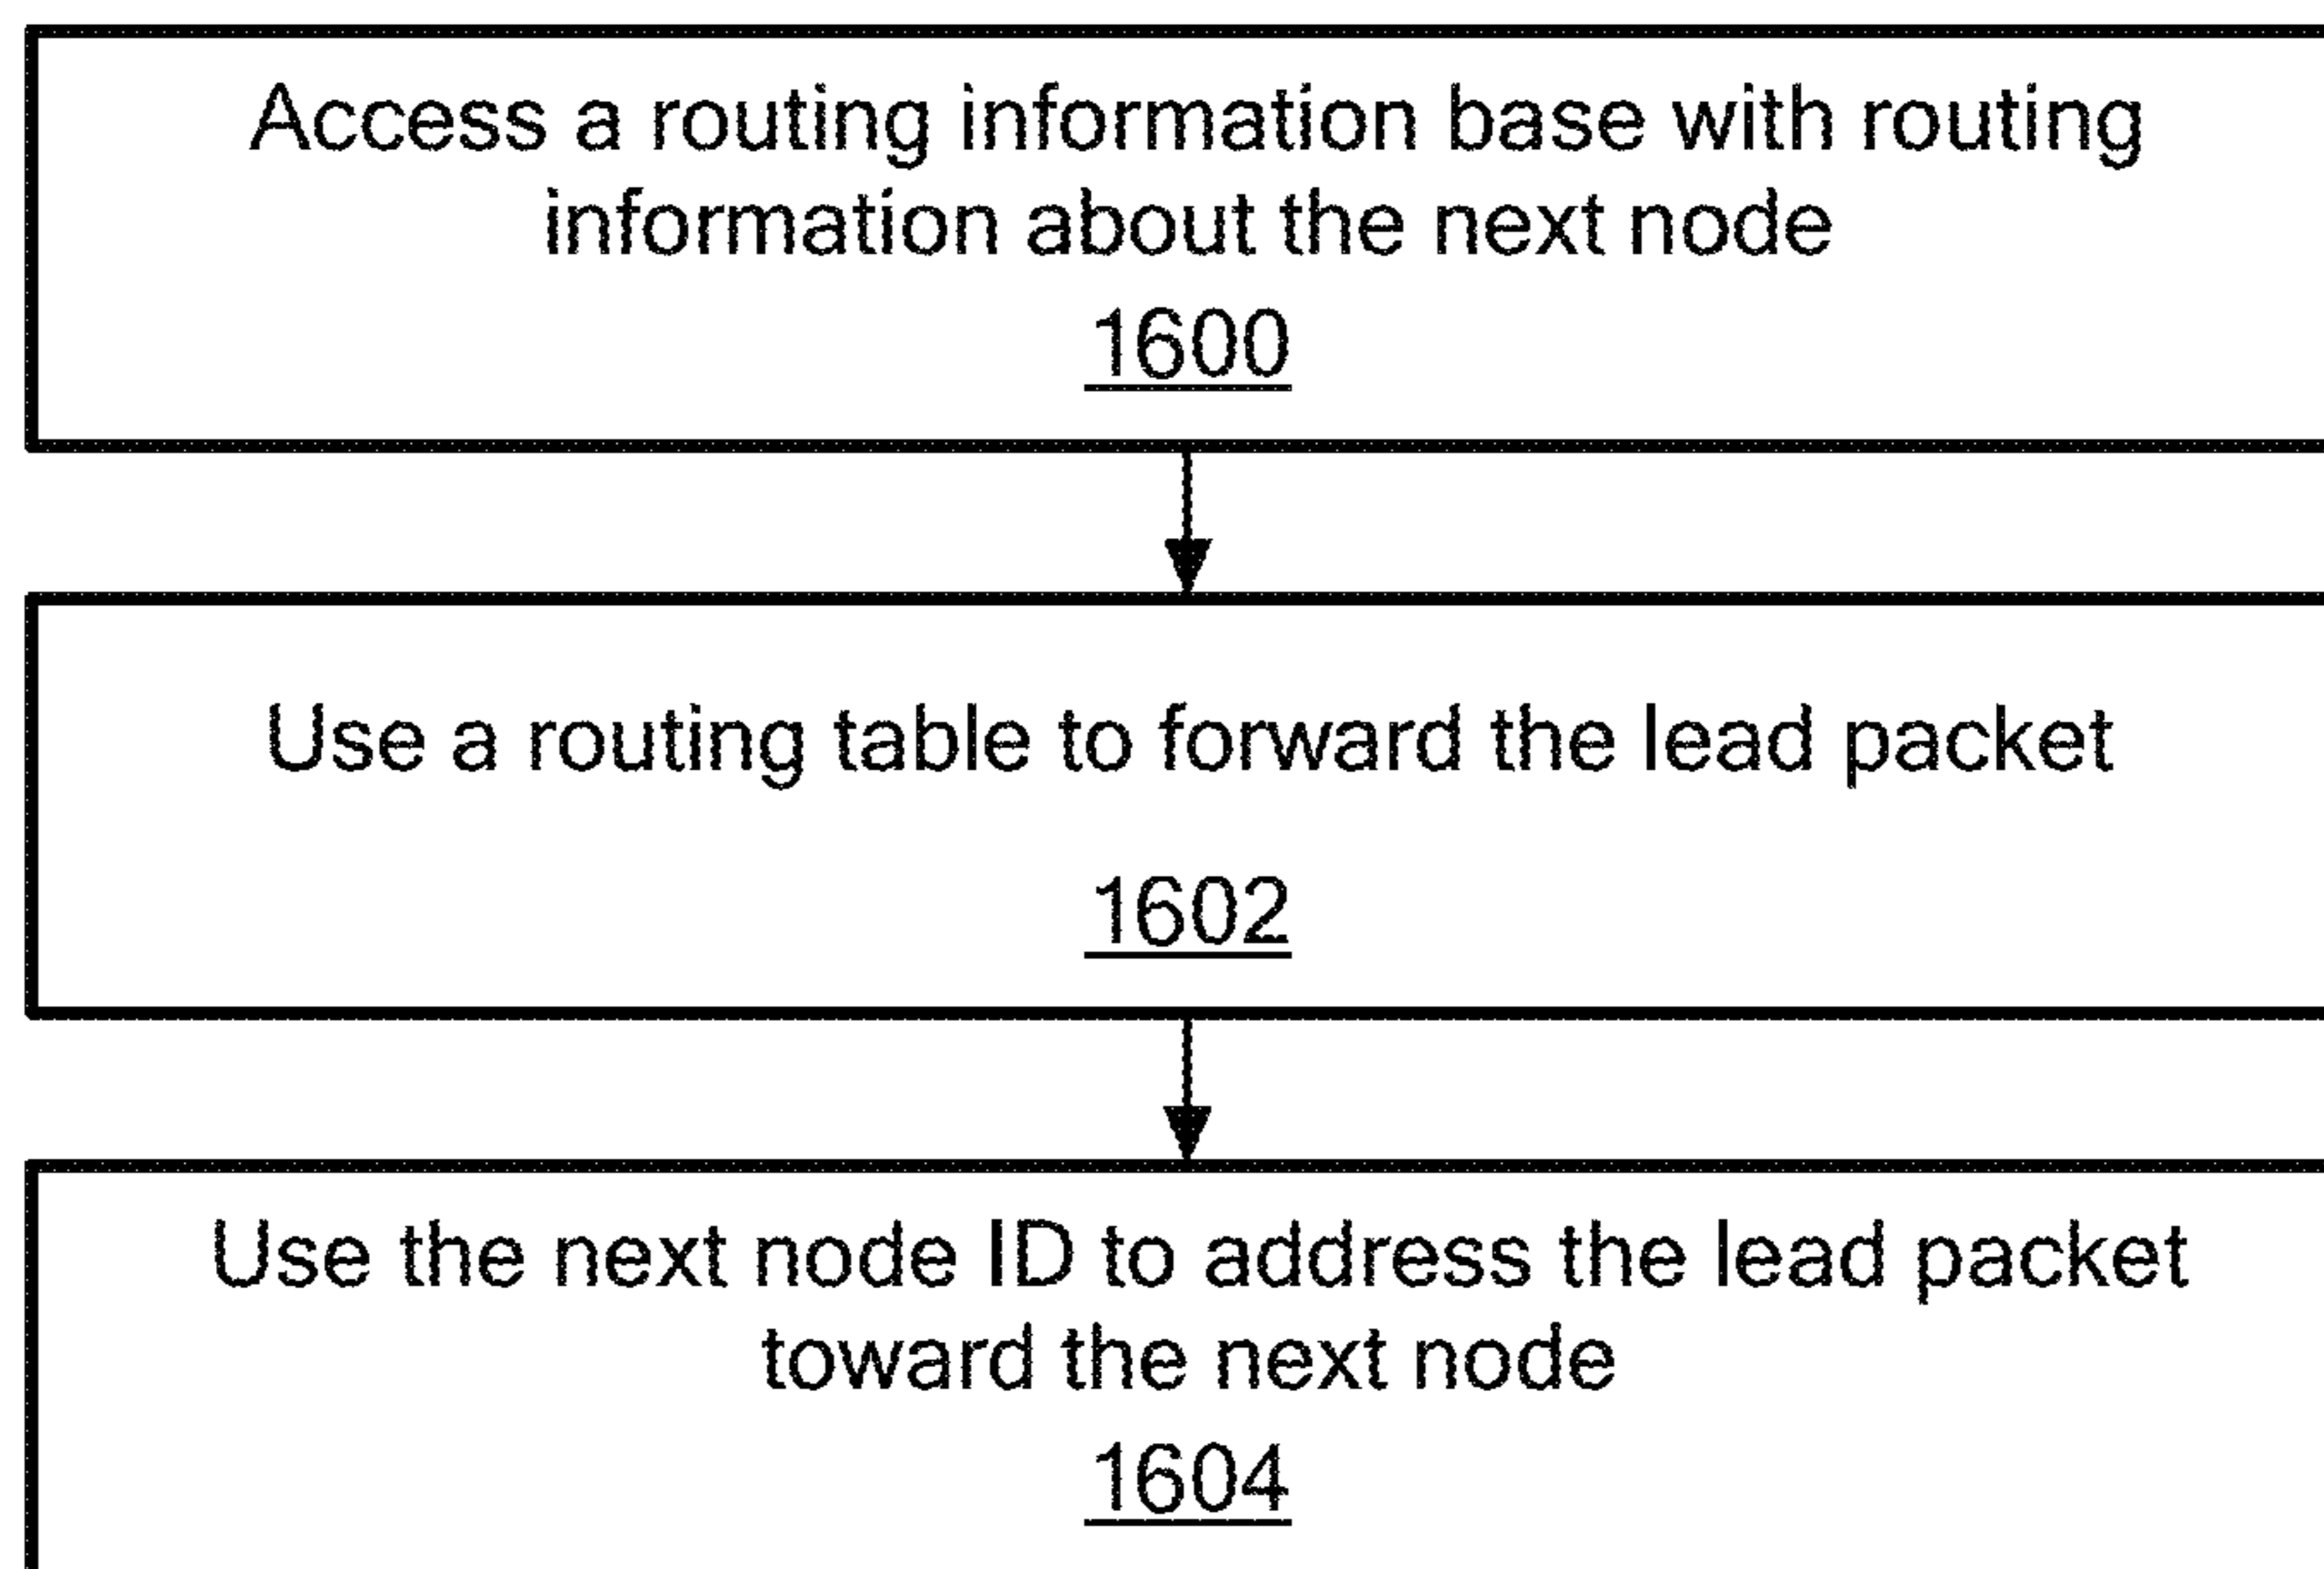 Access a routing information base with routing
information about the next node
1600
Use a routing table to forward the lead packet
1602
Use the next node ID to address the lead packet
toward the next node
1604